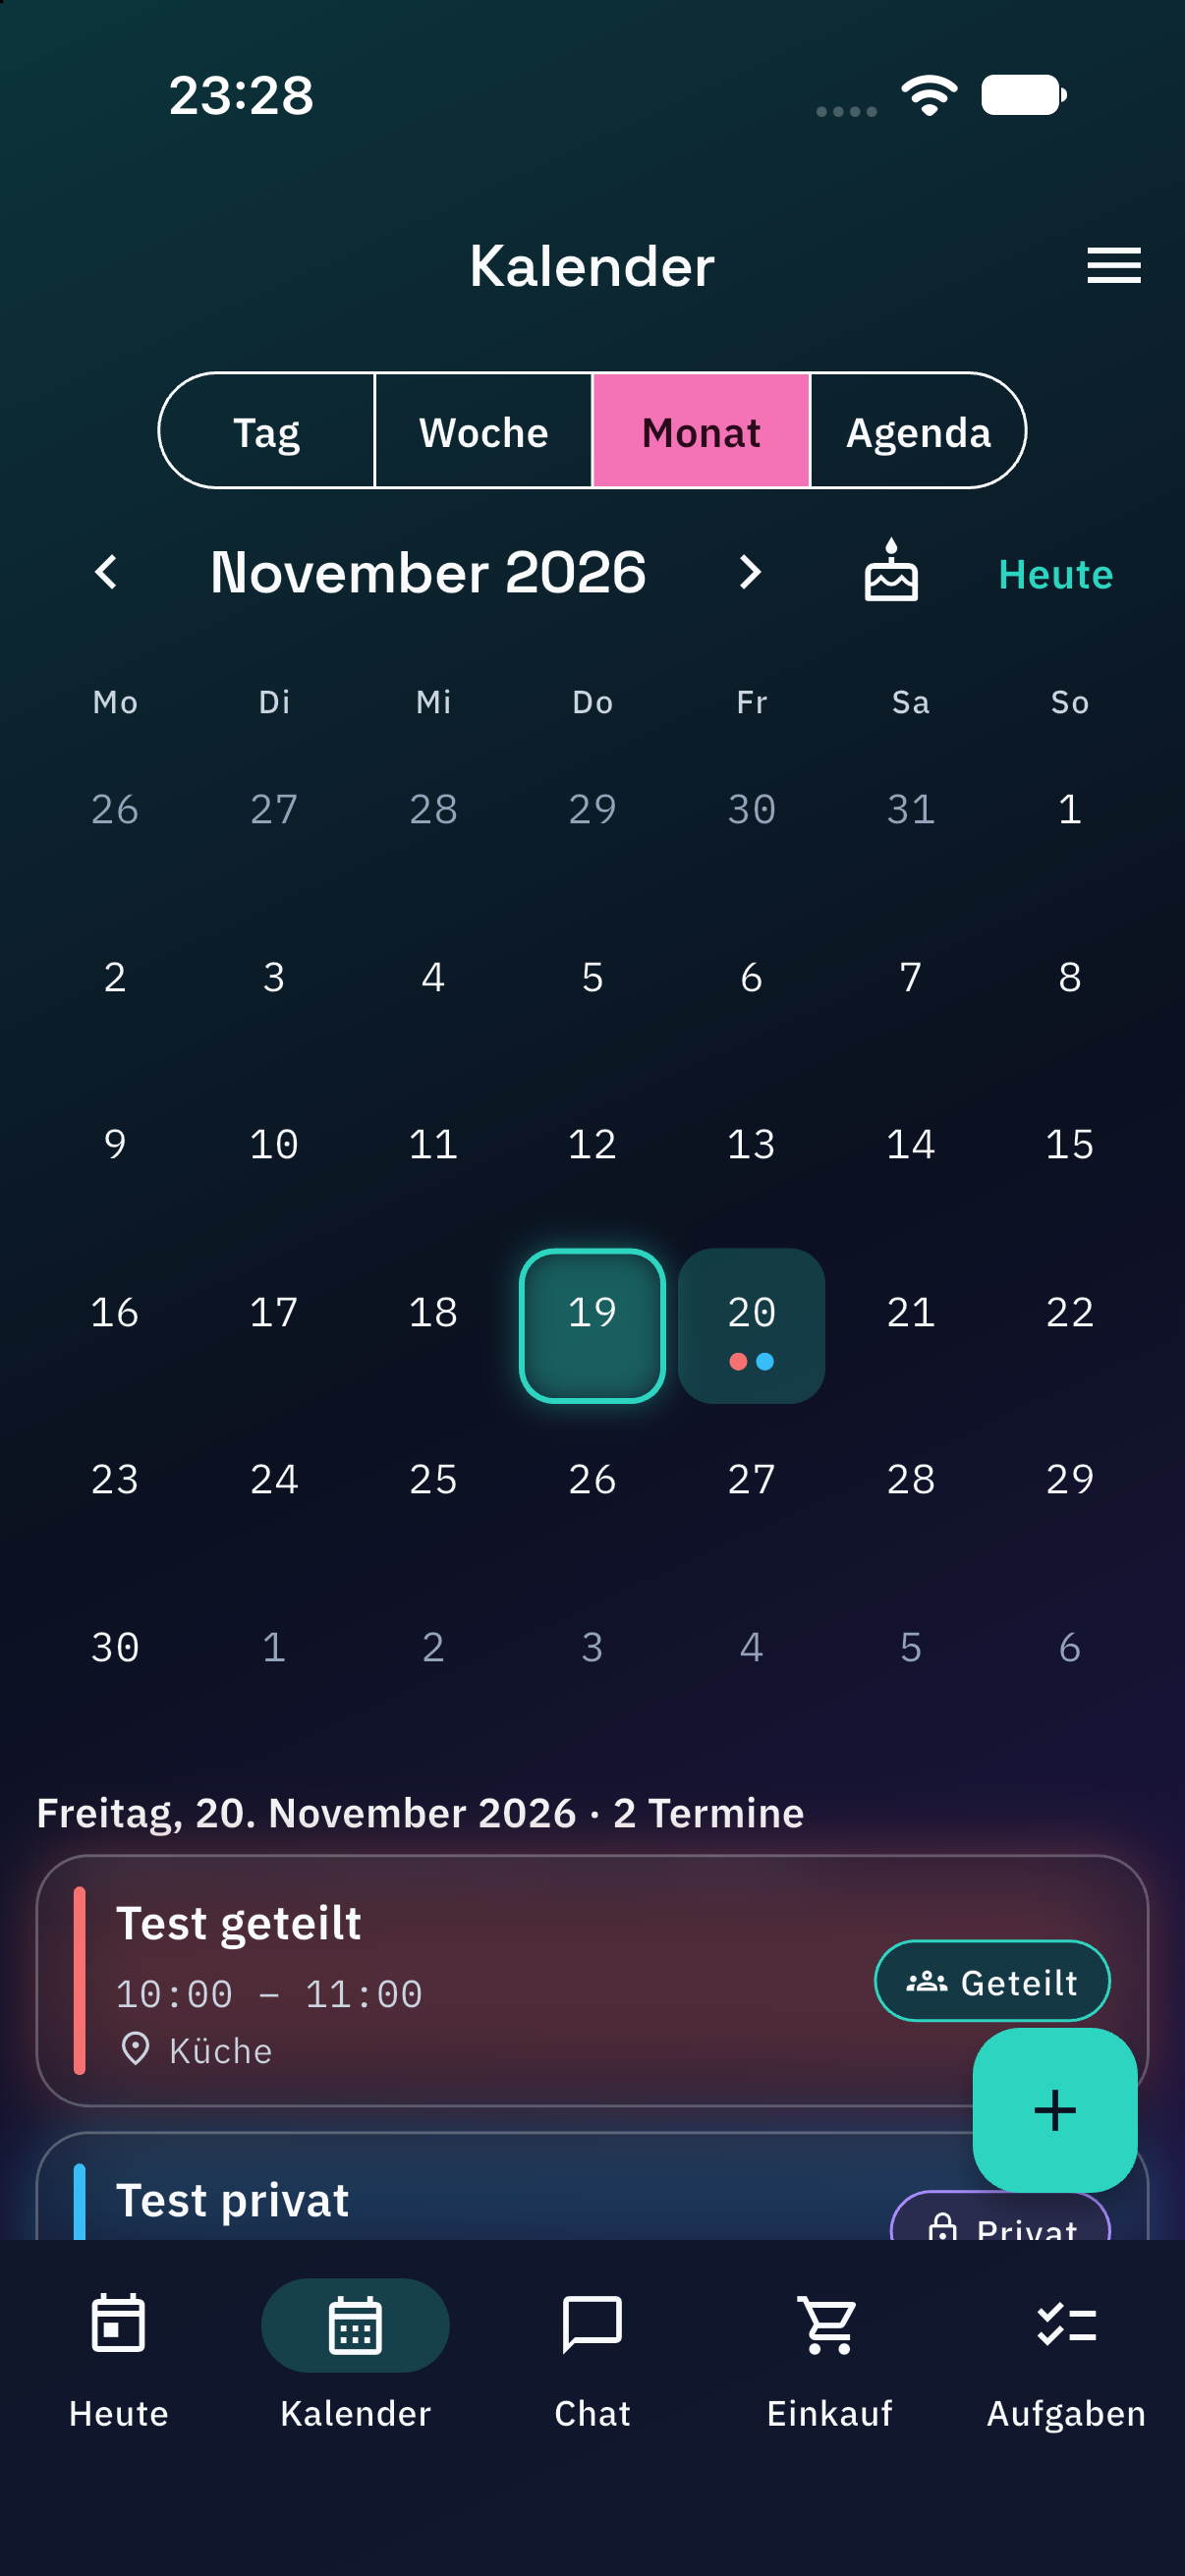 23:28
Kalender
Tag Woche Monat Agenda
November 2026 Heute
Mo Di Mi Do Fr Sa So
26 27 28 29 30 31 1
2 3 4 5 6 7 8
9 10 11 12 13 14 15
16 17 18 19 20 21 22
23 24 25 26 27 28 29
30 1 2 3 4 5 6
Freitag, 20. November 2026 · 2 Termine
Test geteilt
10:00 – 11:00
Geteilt
Küche
+
Test privat
Privat
Heute Kalender Chat Einkauf Aufgaben